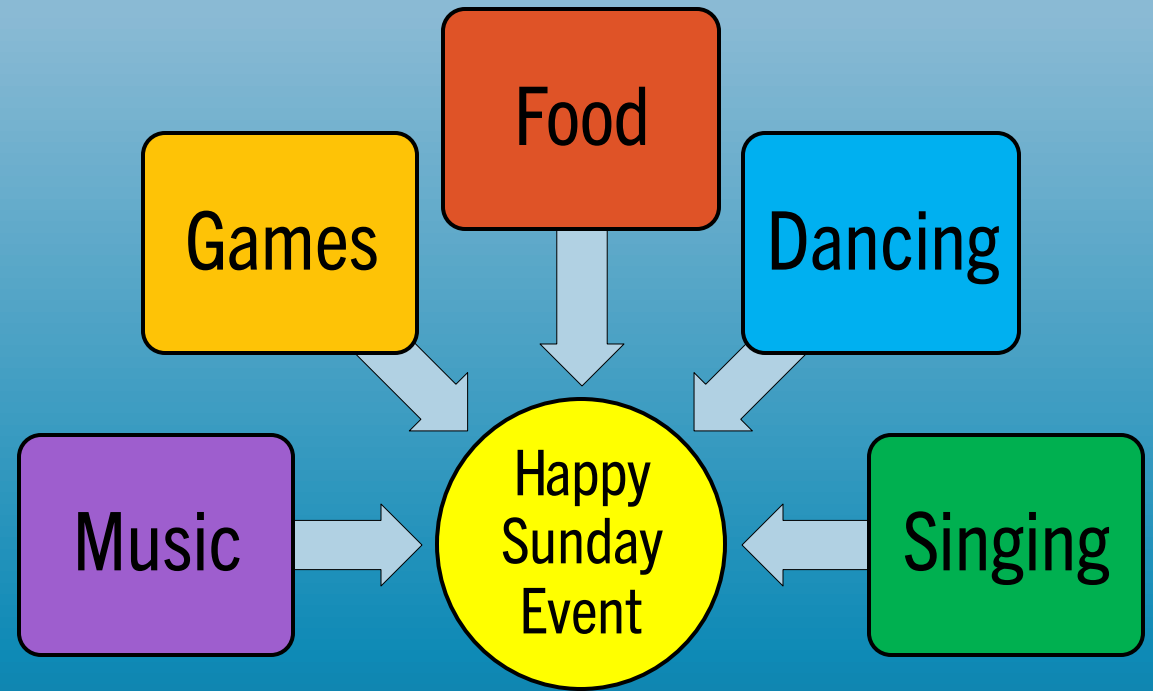 Food
Games
Dancing
Music
Happy
Sunday
Event
Singing